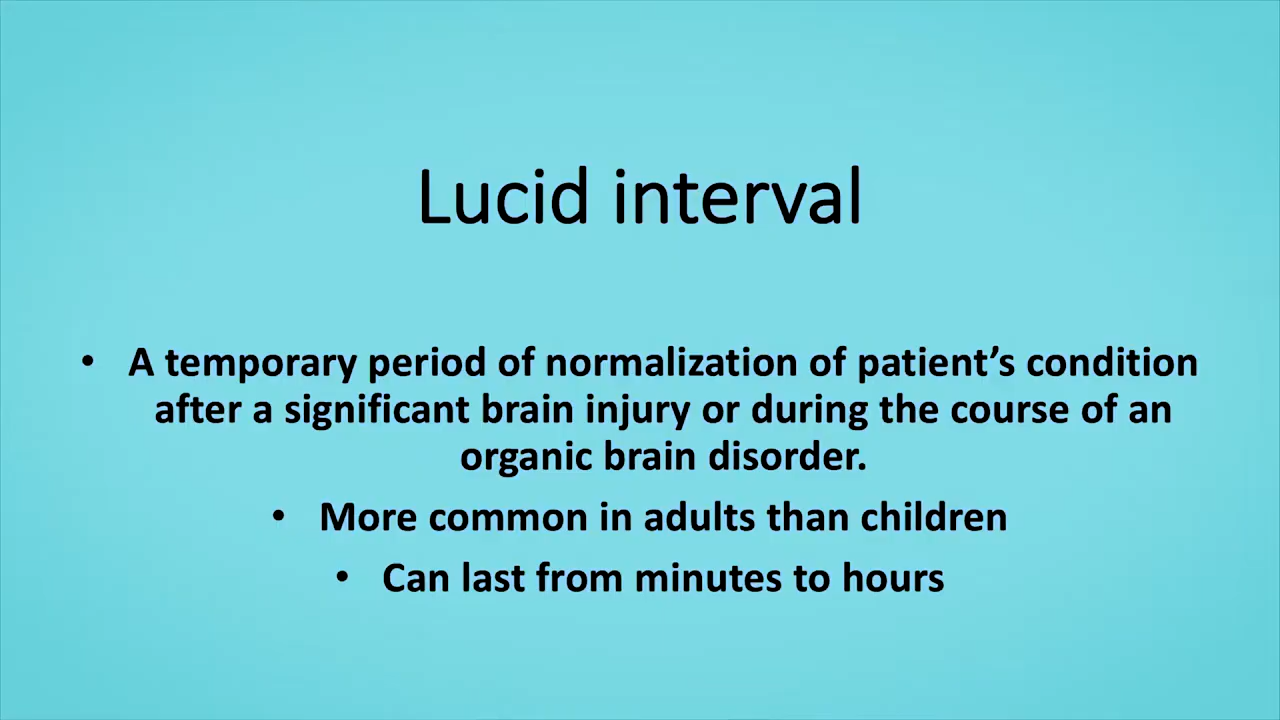 Lucid interval
• A temporary period of normalization of patient’s condition
after a significant brain injury or during the course of an
organic brain disorder.
• More common in adults than children
• Can last from minutes to hours